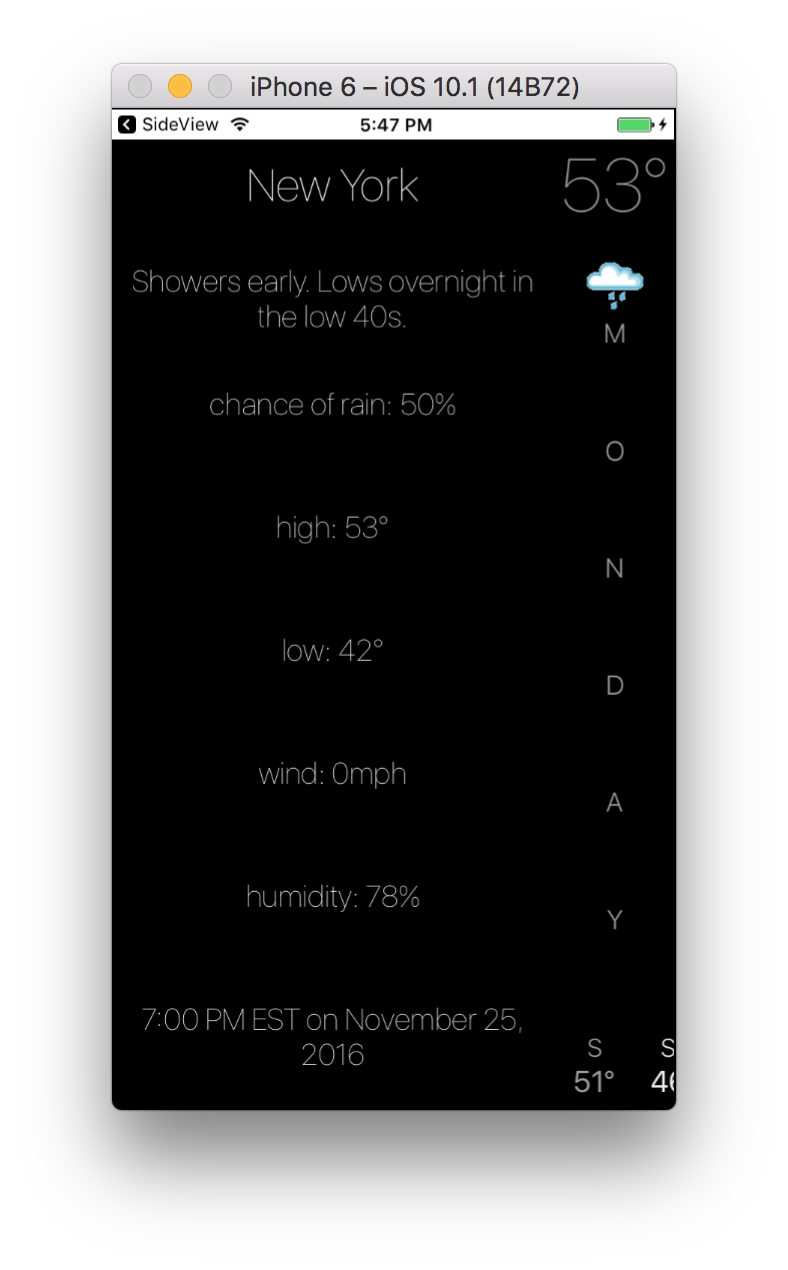 iPhone 6 – iOS 10.1 (14B72)
SideView
5:47 PM
New York
53°
Showers early. Lows overnight in
the low 40s.
chance of rain: 50%
high: 53°
low: 42°
wind: 0mph
humidity: 78%
7:00 PM EST on November 25,
2016
M
O
N
D
A
Y
S
S
51°
46